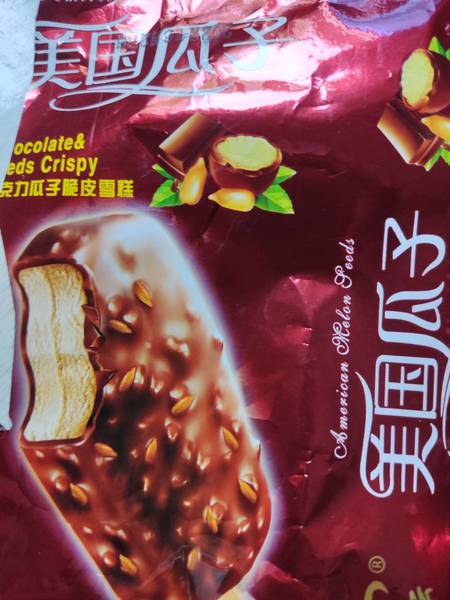 美国瓜子
ocolate&
eds Crispy
克力瓜子脆皮雪糕
American Melon Seeds
美国瓜子
®